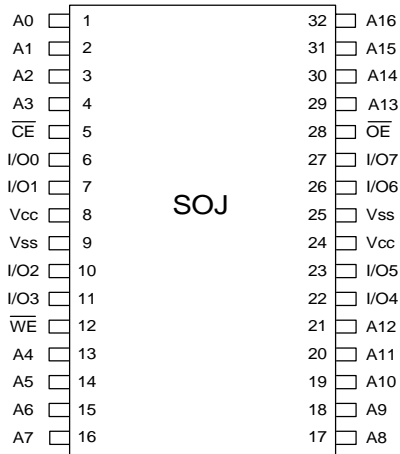 A0 1 32 A16
A1 2 31 A15
A2 3 30 A14
A3 4 29 A13
C̅E̅ 5 28 O̅E̅
I/O0 6 27 I/O7
I/O1 7 26 I/O6
SOJ
Vcc 8 25 Vss
Vss 9 24 Vcc
I/O2 10 23 I/O5
I/O3 11 22 I/O4
W̅E̅ 12 21 A12
A4 13 20 A11
A5 14 19 A10
A6 15 18 A9
A7 16 17 A8